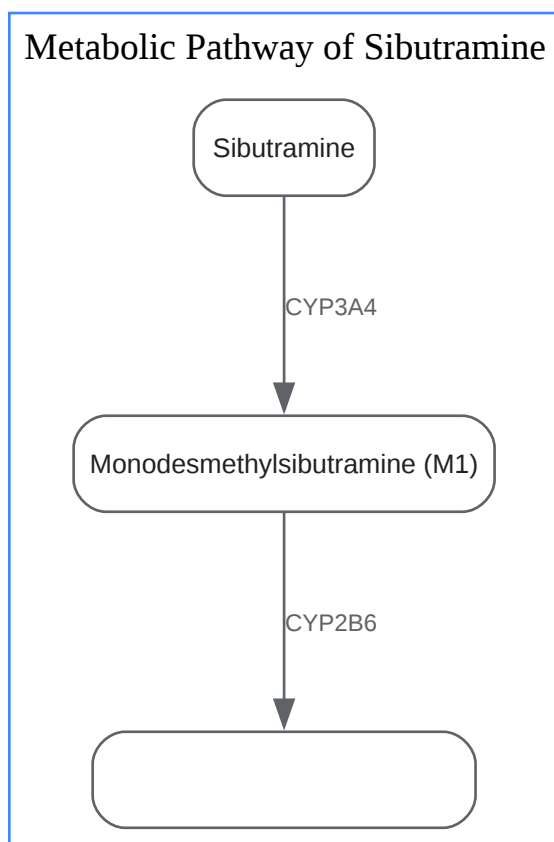 Metabolic Pathway of Sibutramine
Sibutramine
CYP3A4
Monodesmethylsibutramine (M1)
CYP2B6